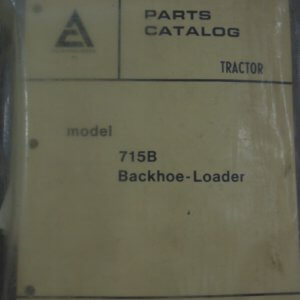 PARTS
CATALOG
TRACTOR
model
715B
Backhoe-Loader